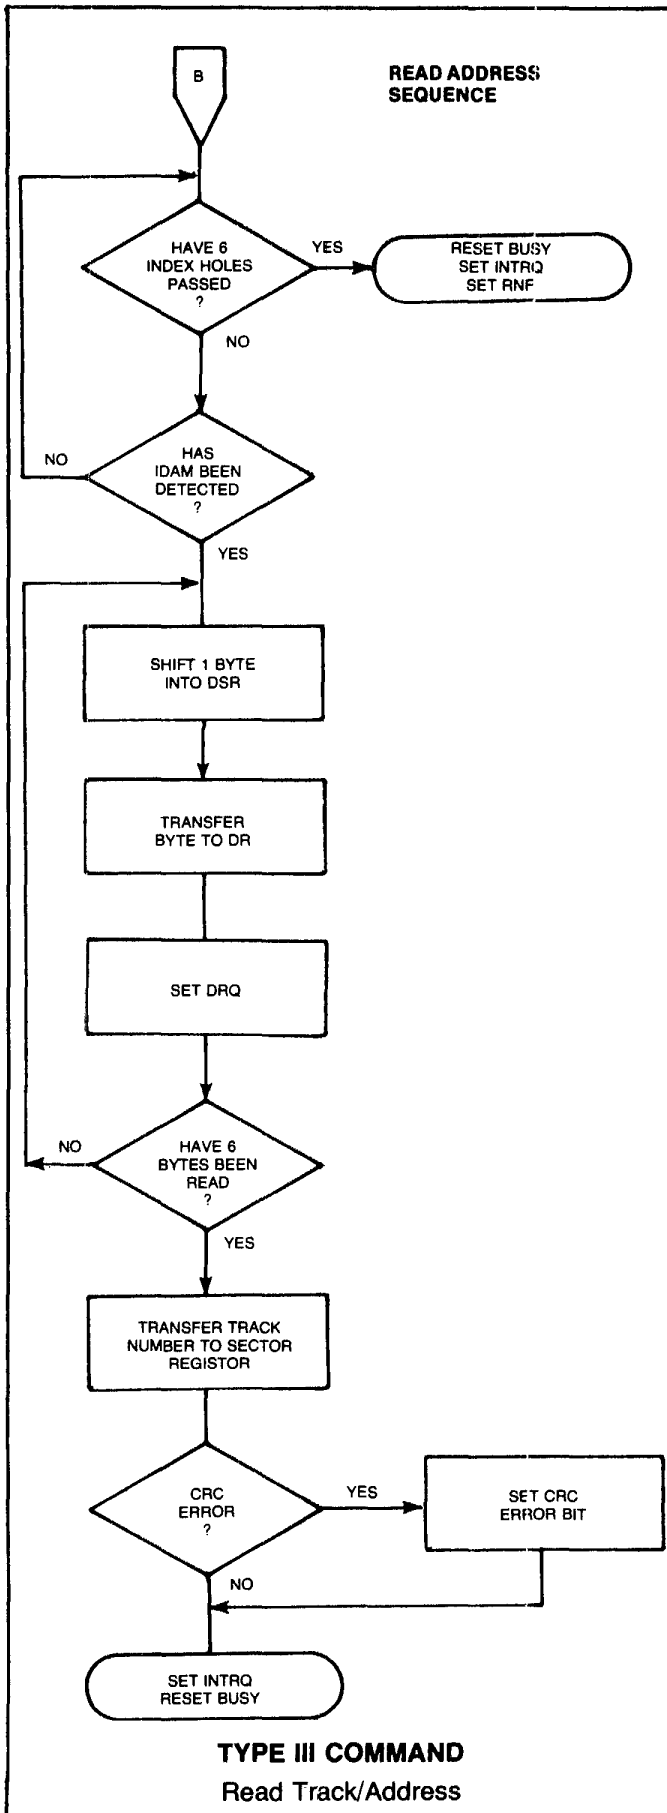 B
READ ADDRESS
SEQUENCE
HAVE 6
INDEX HOLES
PASSED
?
YES
RESET BUSY
SET INTRQ
SET RNF
NO
HAS
IDAM BEEN
DETECTED
?
NO
YES
SHIFT 1 BYTE
INTO DSR
TRANSFER
BYTE TO DR
SET DRQ
HAVE 6
BYTES BEEN
READ
?
NO
YES
TRANSFER TRACK
NUMBER TO SECTOR
REGISTOR
CRC
ERROR
?
YES
SET CRC
ERROR BIT
NO
SET INTRQ
RESET BUSY
TYPE III COMMAND
Read Track/Address